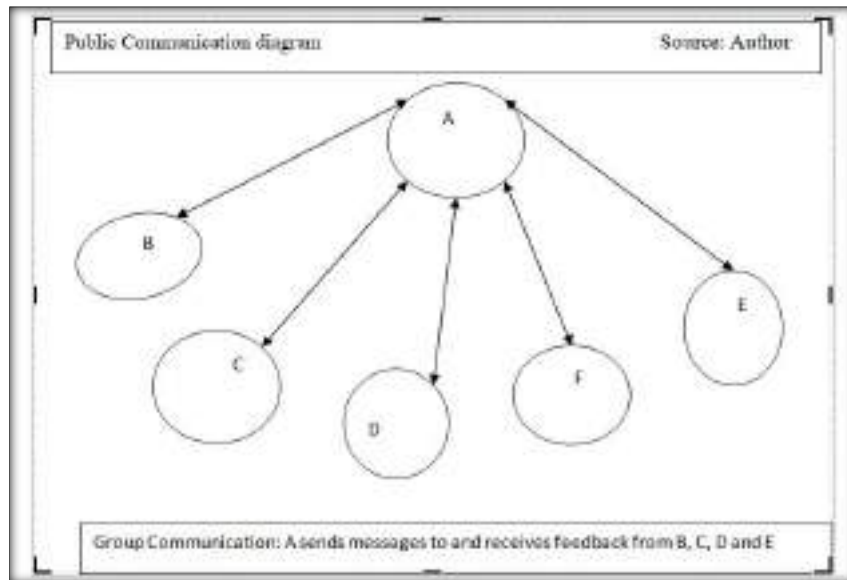 Public Communication diagram Source: Author
A
B
E
C
F
D
Group Communication: A sends messages to and receives feedback from B, C, D and E